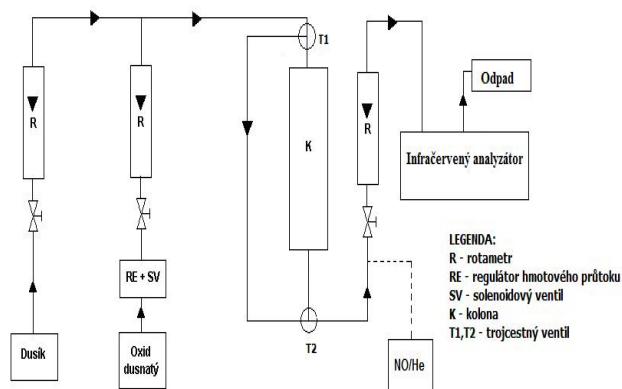 T1
Odpad
R
R
R
K
Infračervený analyzátor
RE + SV
T2
Dusík
Oxid
dusnatý
NO/He
LEGENDA:
R - rotametr
RE - regulátor hmotového průtoku
SV - solenoidový ventil
K - kolona
T1,T2 - trojcestný ventil